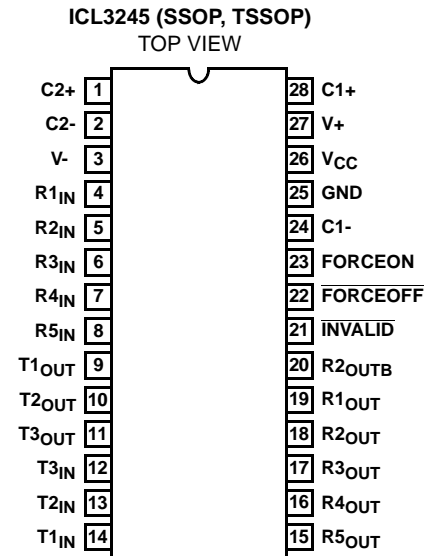 ICL3245 (SSOP, TSSOP)
TOP VIEW
C2+ 1 28 C1+
C2- 2 27 V+
V- 3 26 VCC
R1IN 4 25 GND
R2IN 5 24 C1-
R3IN 6 23 FORCEON
R4IN 7 22 FORCEOFF
R5IN 8 21 INVALID
T1OUT 9 20 R2OUTB
T2OUT 10 19 R1OUT
T3OUT 11 18 R2OUT
T3IN 12 17 R3OUT
T2IN 13 16 R4OUT
T1IN 14 15 R5OUT